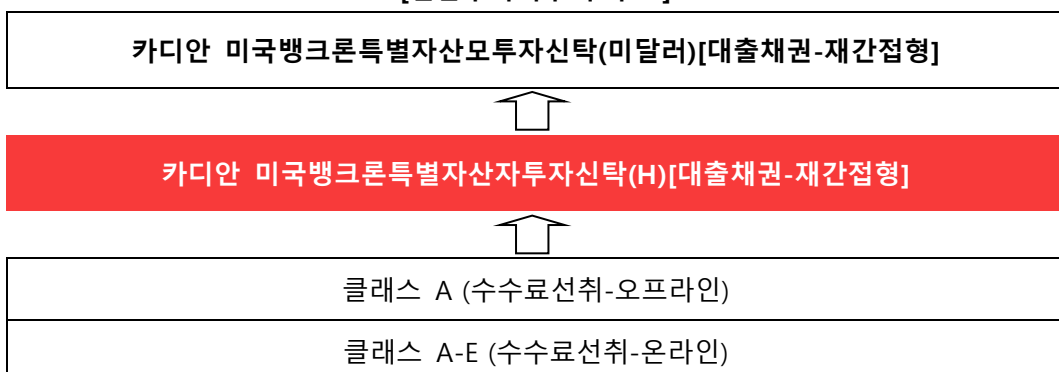 카디안 미국뱅크론특별자산모투자신탁(미달러)[대출채권-재간접형]
카디안 미국뱅크론특별자산자투자신탁(H)[대출채권-재간접형]
클래스 A (수수료선취-오프라인)
클래스 A-E (수수료선취-온라인)